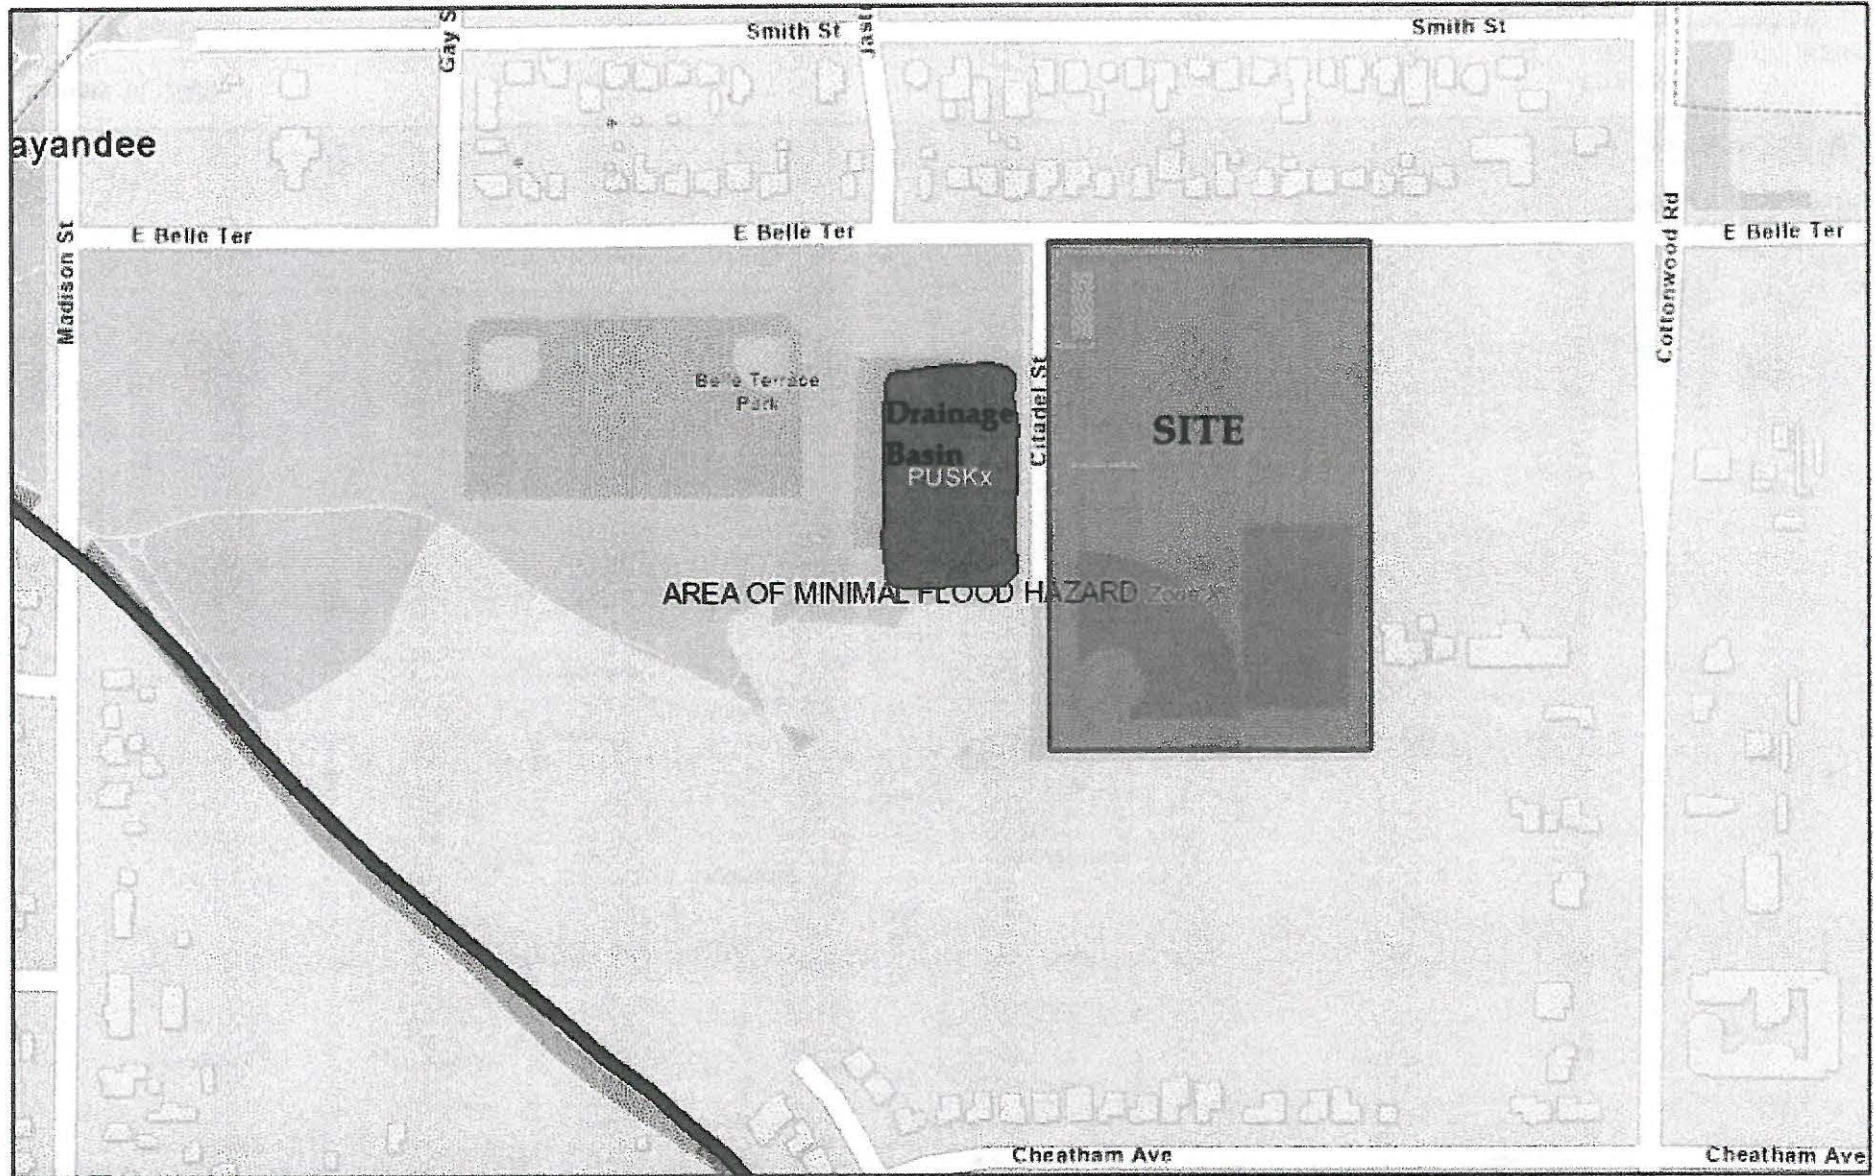 Smith St
Smith St
Gay S
Jast
ayandee
E Belle Ter
E Belle Ter
E Belle Ter
Madison St
Cottonwood Rd
Belle Terrace
Park
Drainage
Basin
PUSKx
Citadel St
SITE
AREA OF MINIMAL FLOOD HAZARD Zone X
Cheatham Ave
Cheatham Ave